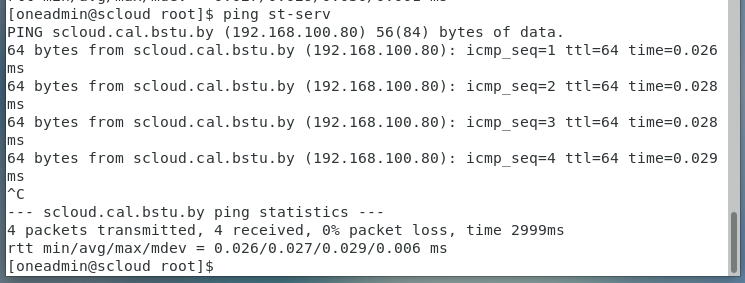 [oneadmin@scloud root]$ ping st-serv
PING scloud.cal.bstu.by (192.168.100.80) 56(84) bytes of data.
64 bytes from scloud.cal.bstu.by (192.168.100.80): icmp_seq=1 ttl=64 time=0.026
ms
64 bytes from scloud.cal.bstu.by (192.168.100.80): icmp_seq=2 ttl=64 time=0.028
ms
64 bytes from scloud.cal.bstu.by (192.168.100.80): icmp_seq=3 ttl=64 time=0.028
ms
64 bytes from scloud.cal.bstu.by (192.168.100.80): icmp_seq=4 ttl=64 time=0.029
ms
^C
--- scloud.cal.bstu.by ping statistics ---
4 packets transmitted, 4 received, 0% packet loss, time 2999ms
rtt min/avg/max/mdev = 0.026/0.027/0.029/0.006 ms
[oneadmin@scloud root]$